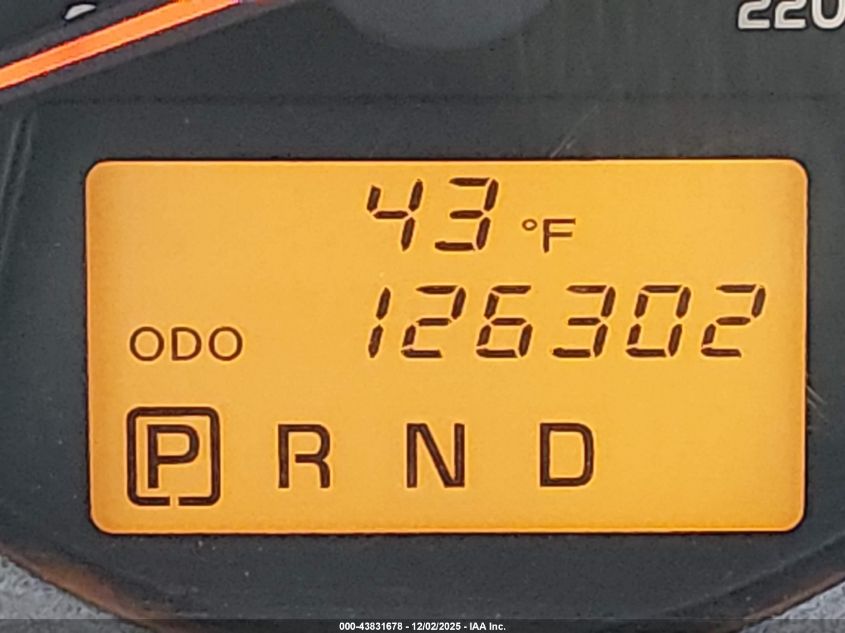 220
43 °F
ODO 126302
P R N D
000-43831678 - 12/02/2025 - IAA Inc.